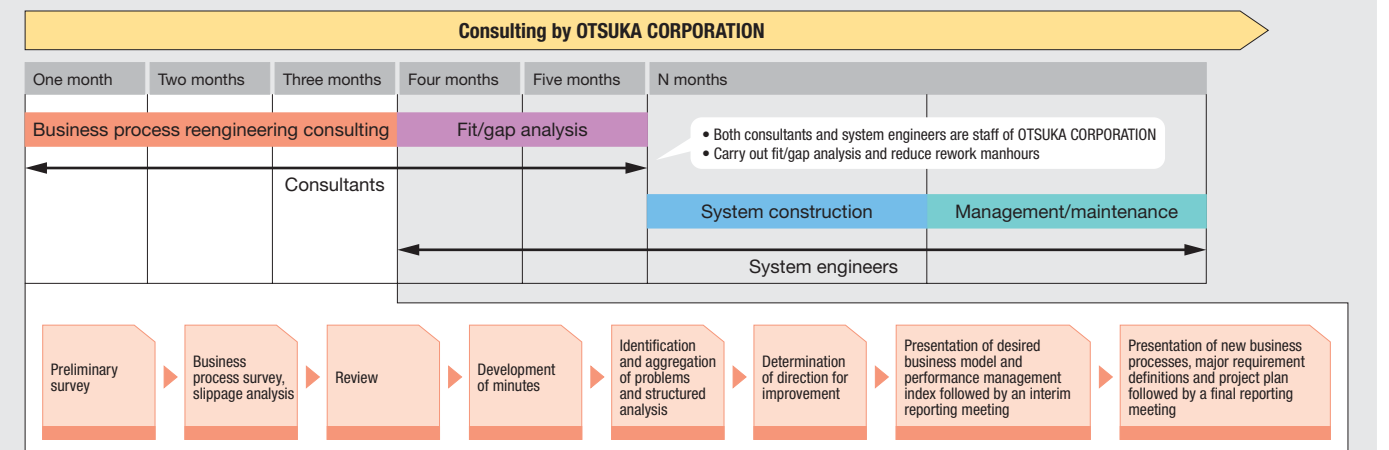 Consulting by OTSUKA CORPORATION
One month
Two months
Three months
Four months
Five months
N months
Business process reengineering consulting
Fit/gap analysis
• Both consultants and system engineers are staff of OTSUKA CORPORATION
• Carry out fit/gap analysis and reduce rework manhours
Consultants
System construction
Management/maintenance
System engineers
Preliminary
survey
Business
process survey,
slippage analysis
Review
Development
of minutes
Identification
and aggregation
of problems
and structured
analysis
Determination
of direction for
improvement
Presentation of desired
business model and
performance management
index followed by an interim
reporting meeting
Presentation of new business
processes, major requirement
definitions and project plan
followed by a final reporting
meeting